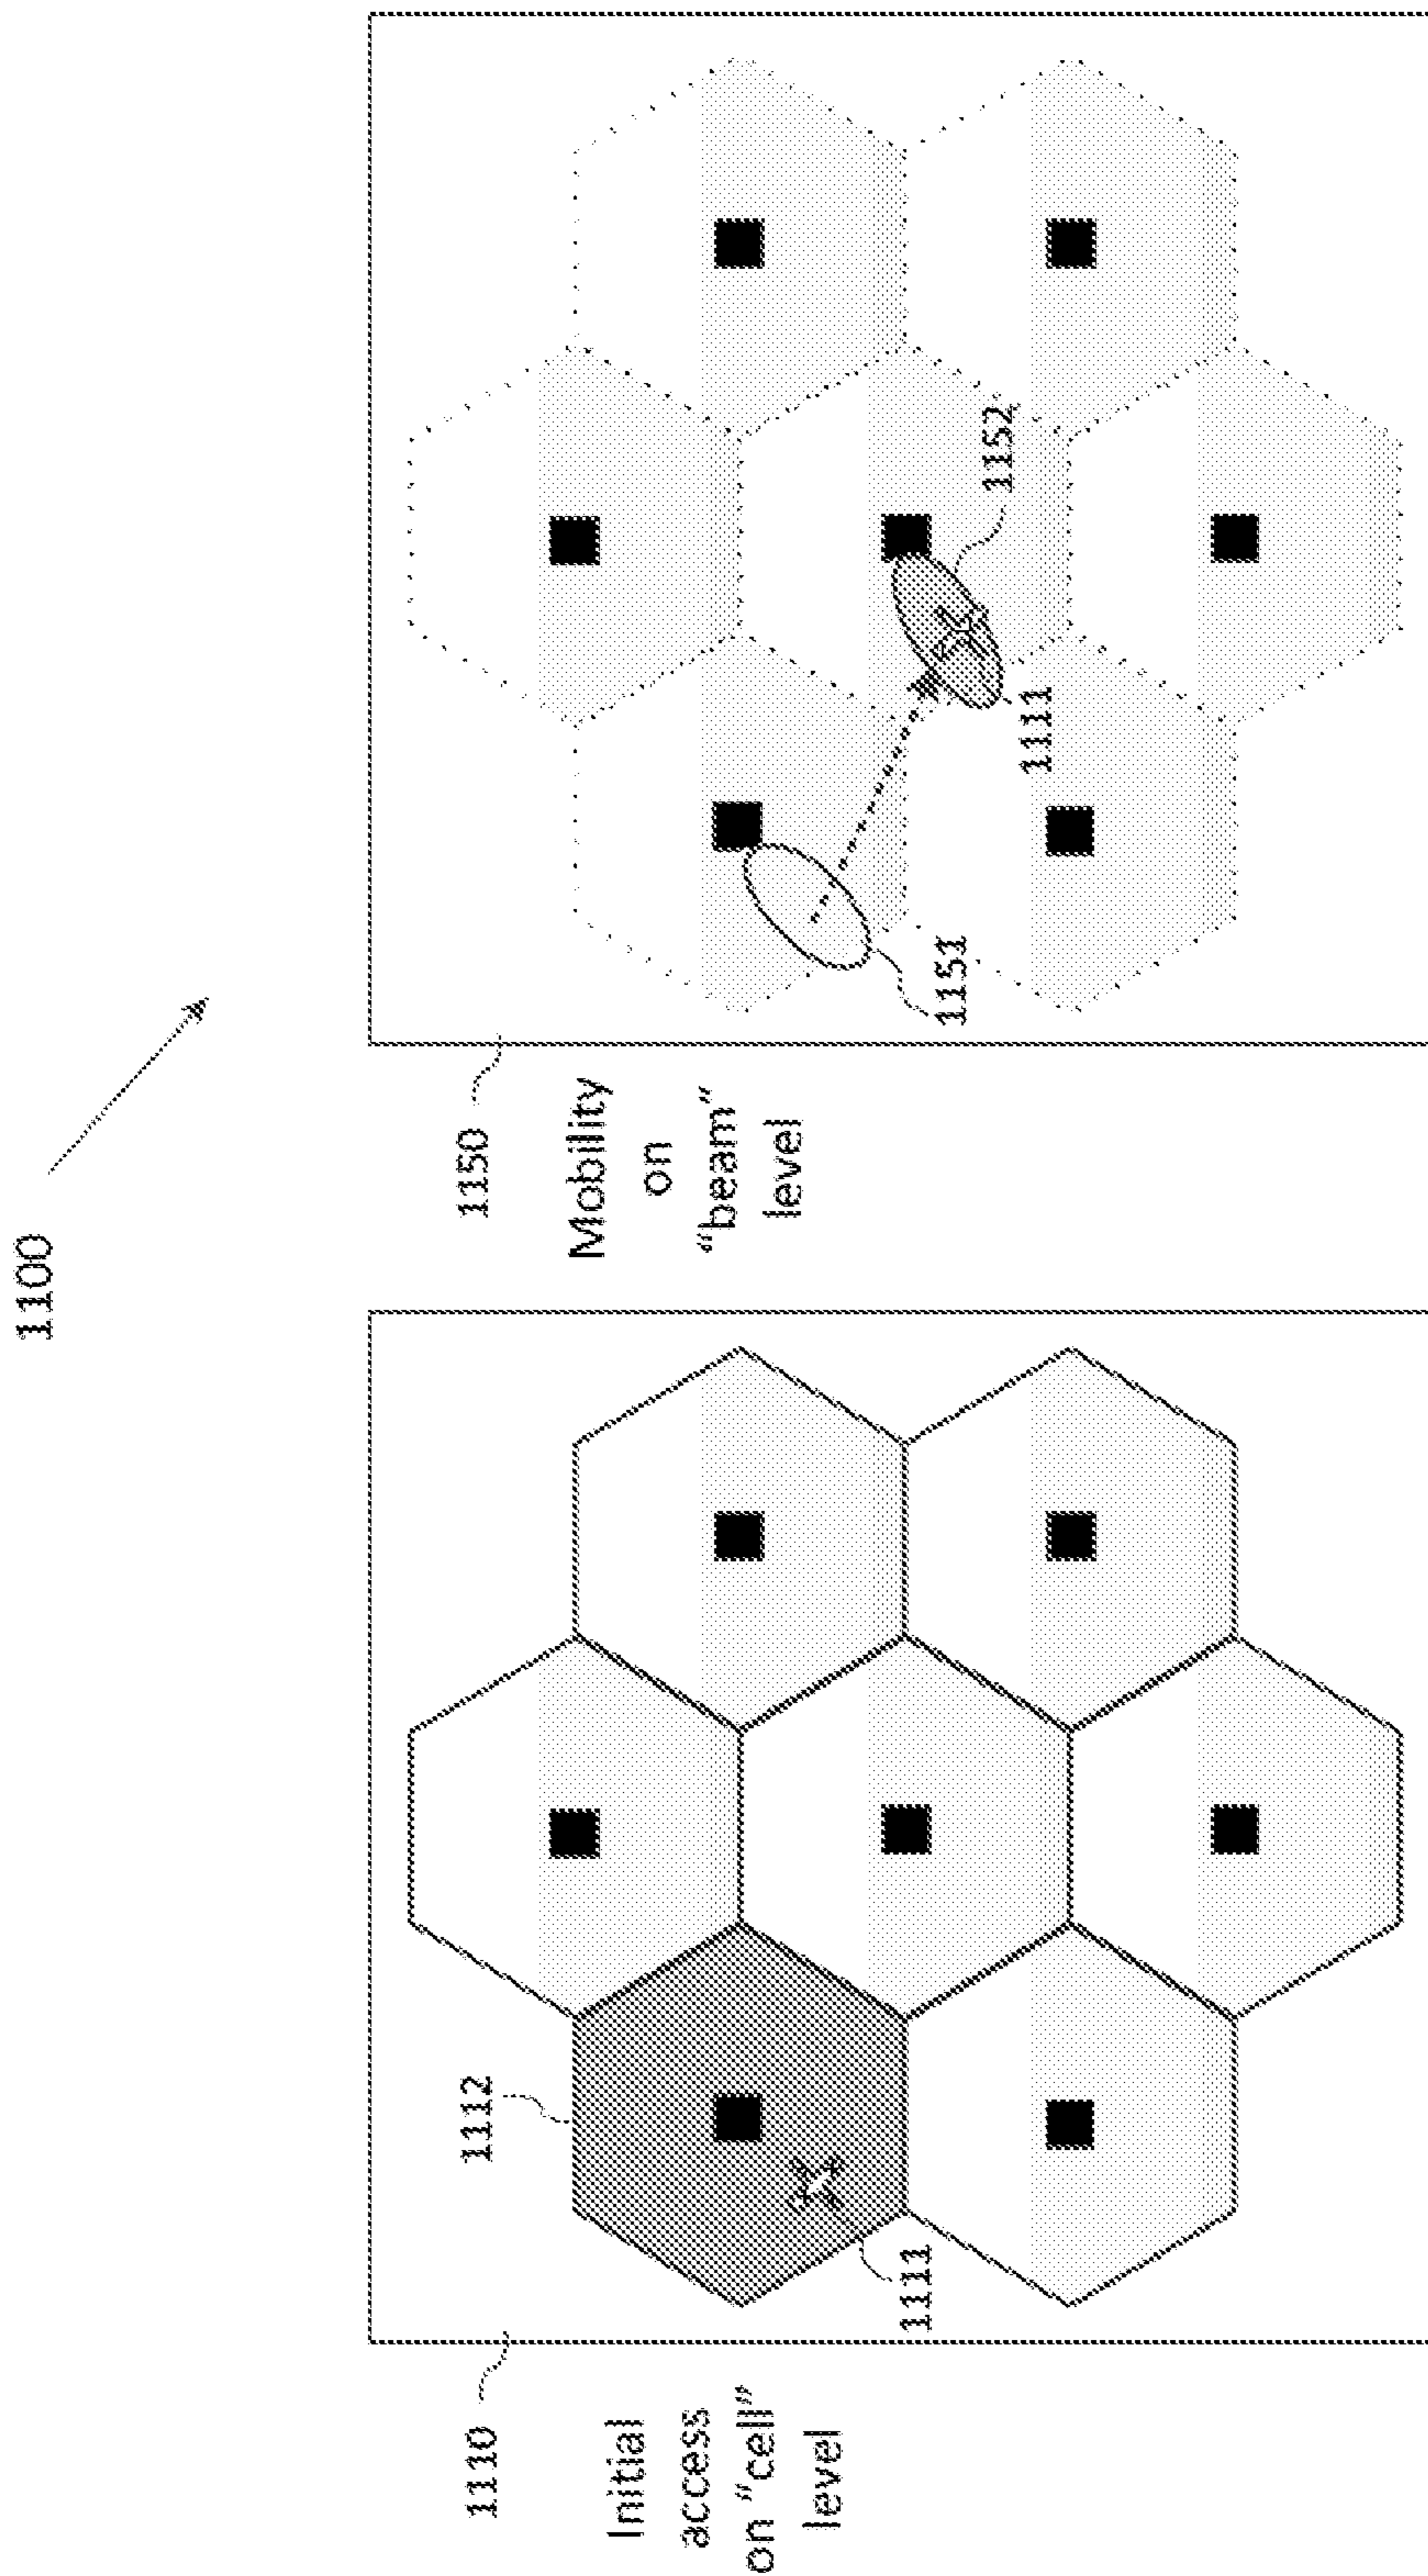 1100
1110
Initial
access
on "cell"
level
1112
1111
1150
Mobility
on
"beam"
level
1151
1111
1152